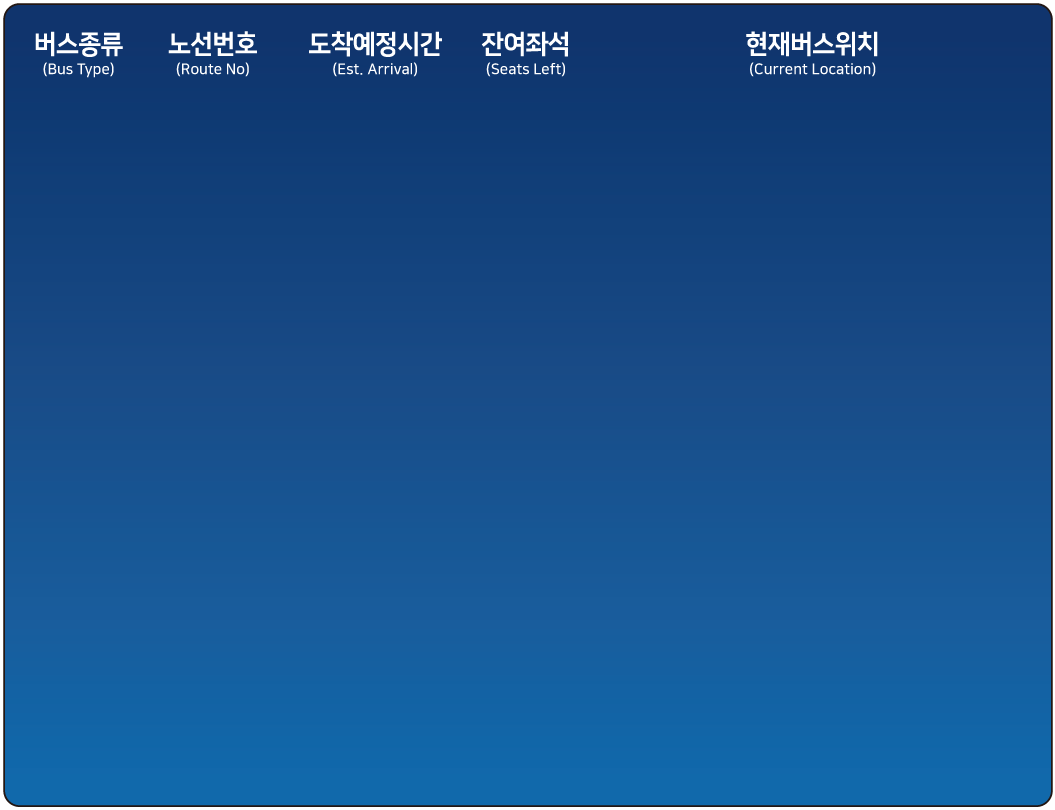 버스종류 노선번호 도착예정시간 잔여좌석 현재버스위치
(Bus Type) (Route No) (Est. Arrival) (Seats Left) (Current Location)